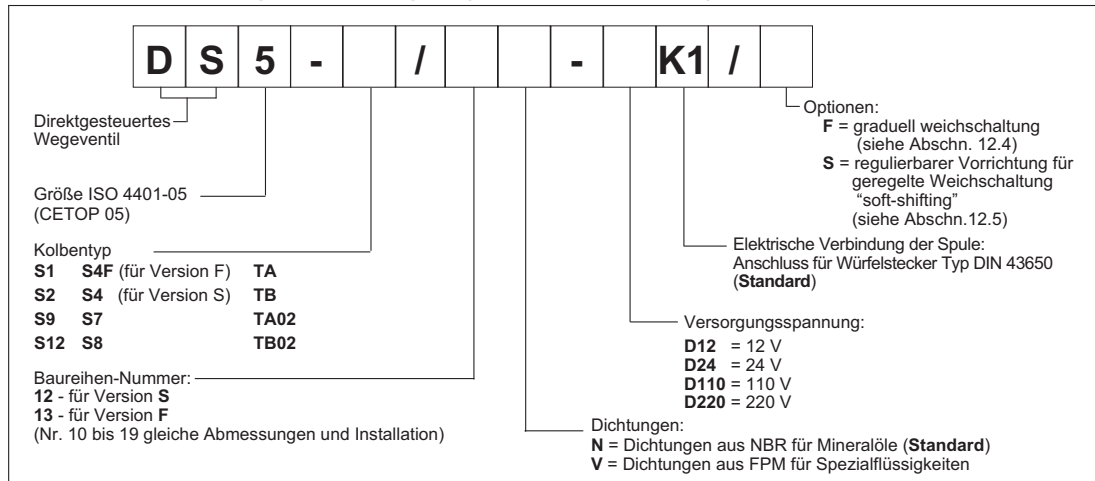 D S 5 - / - K1 /
Direktgesteuertes
Wegeventil
Größe ISO 4401-05
(CETOP 05)
Kolbentyp
S1 S4F (für Version F) TA
S2 S4 (für Version S) TB
S9 S7 TA02
S12 S8 TB02
Baureihen-Nummer:
12 - für Version S
13 - für Version F
(Nr. 10 bis 19 gleiche Abmessungen und Installation)
Optionen:
F = graduell weichschaltung
(siehe Abschn. 12.4)
S = regulierbarer Vorrichtung für
geregelte Weichschaltung
“soft-shifting”
(siehe Abschn.12.5)
Elektrische Verbindung der Spule:
Anschluss für Würfelstecker Typ DIN 43650
(Standard)
Versorgungsspannung:
D12 = 12 V
D24 = 24 V
D110 = 110 V
D220 = 220 V
Dichtungen:
N = Dichtungen aus NBR für Mineralöle (Standard)
V = Dichtungen aus FPM für Spezialflüssigkeiten